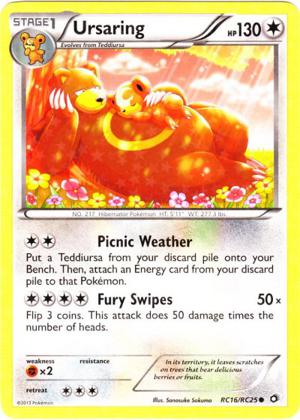 STAGE1
Ursaring
HP130
Evolves from Teddiursa
NO. 217 Hibernator Pokémon HT: 5'11" WT: 277.3 lbs.
Picnic Weather
Put a Teddiursa from your discard pile onto your
Bench. Then, attach an Energy card from your discard
pile to that Pokémon.
Fury Swipes 50×
Flip 3 coins. This attack does 50 damage times the
number of heads.
weakness resistance
×2
retreat
In its territory, it leaves scratches
on trees that bear delicious
berries or fruits.
©2013 Pokémon
Illus. Sanosuke Sakuma
RC16/RC25